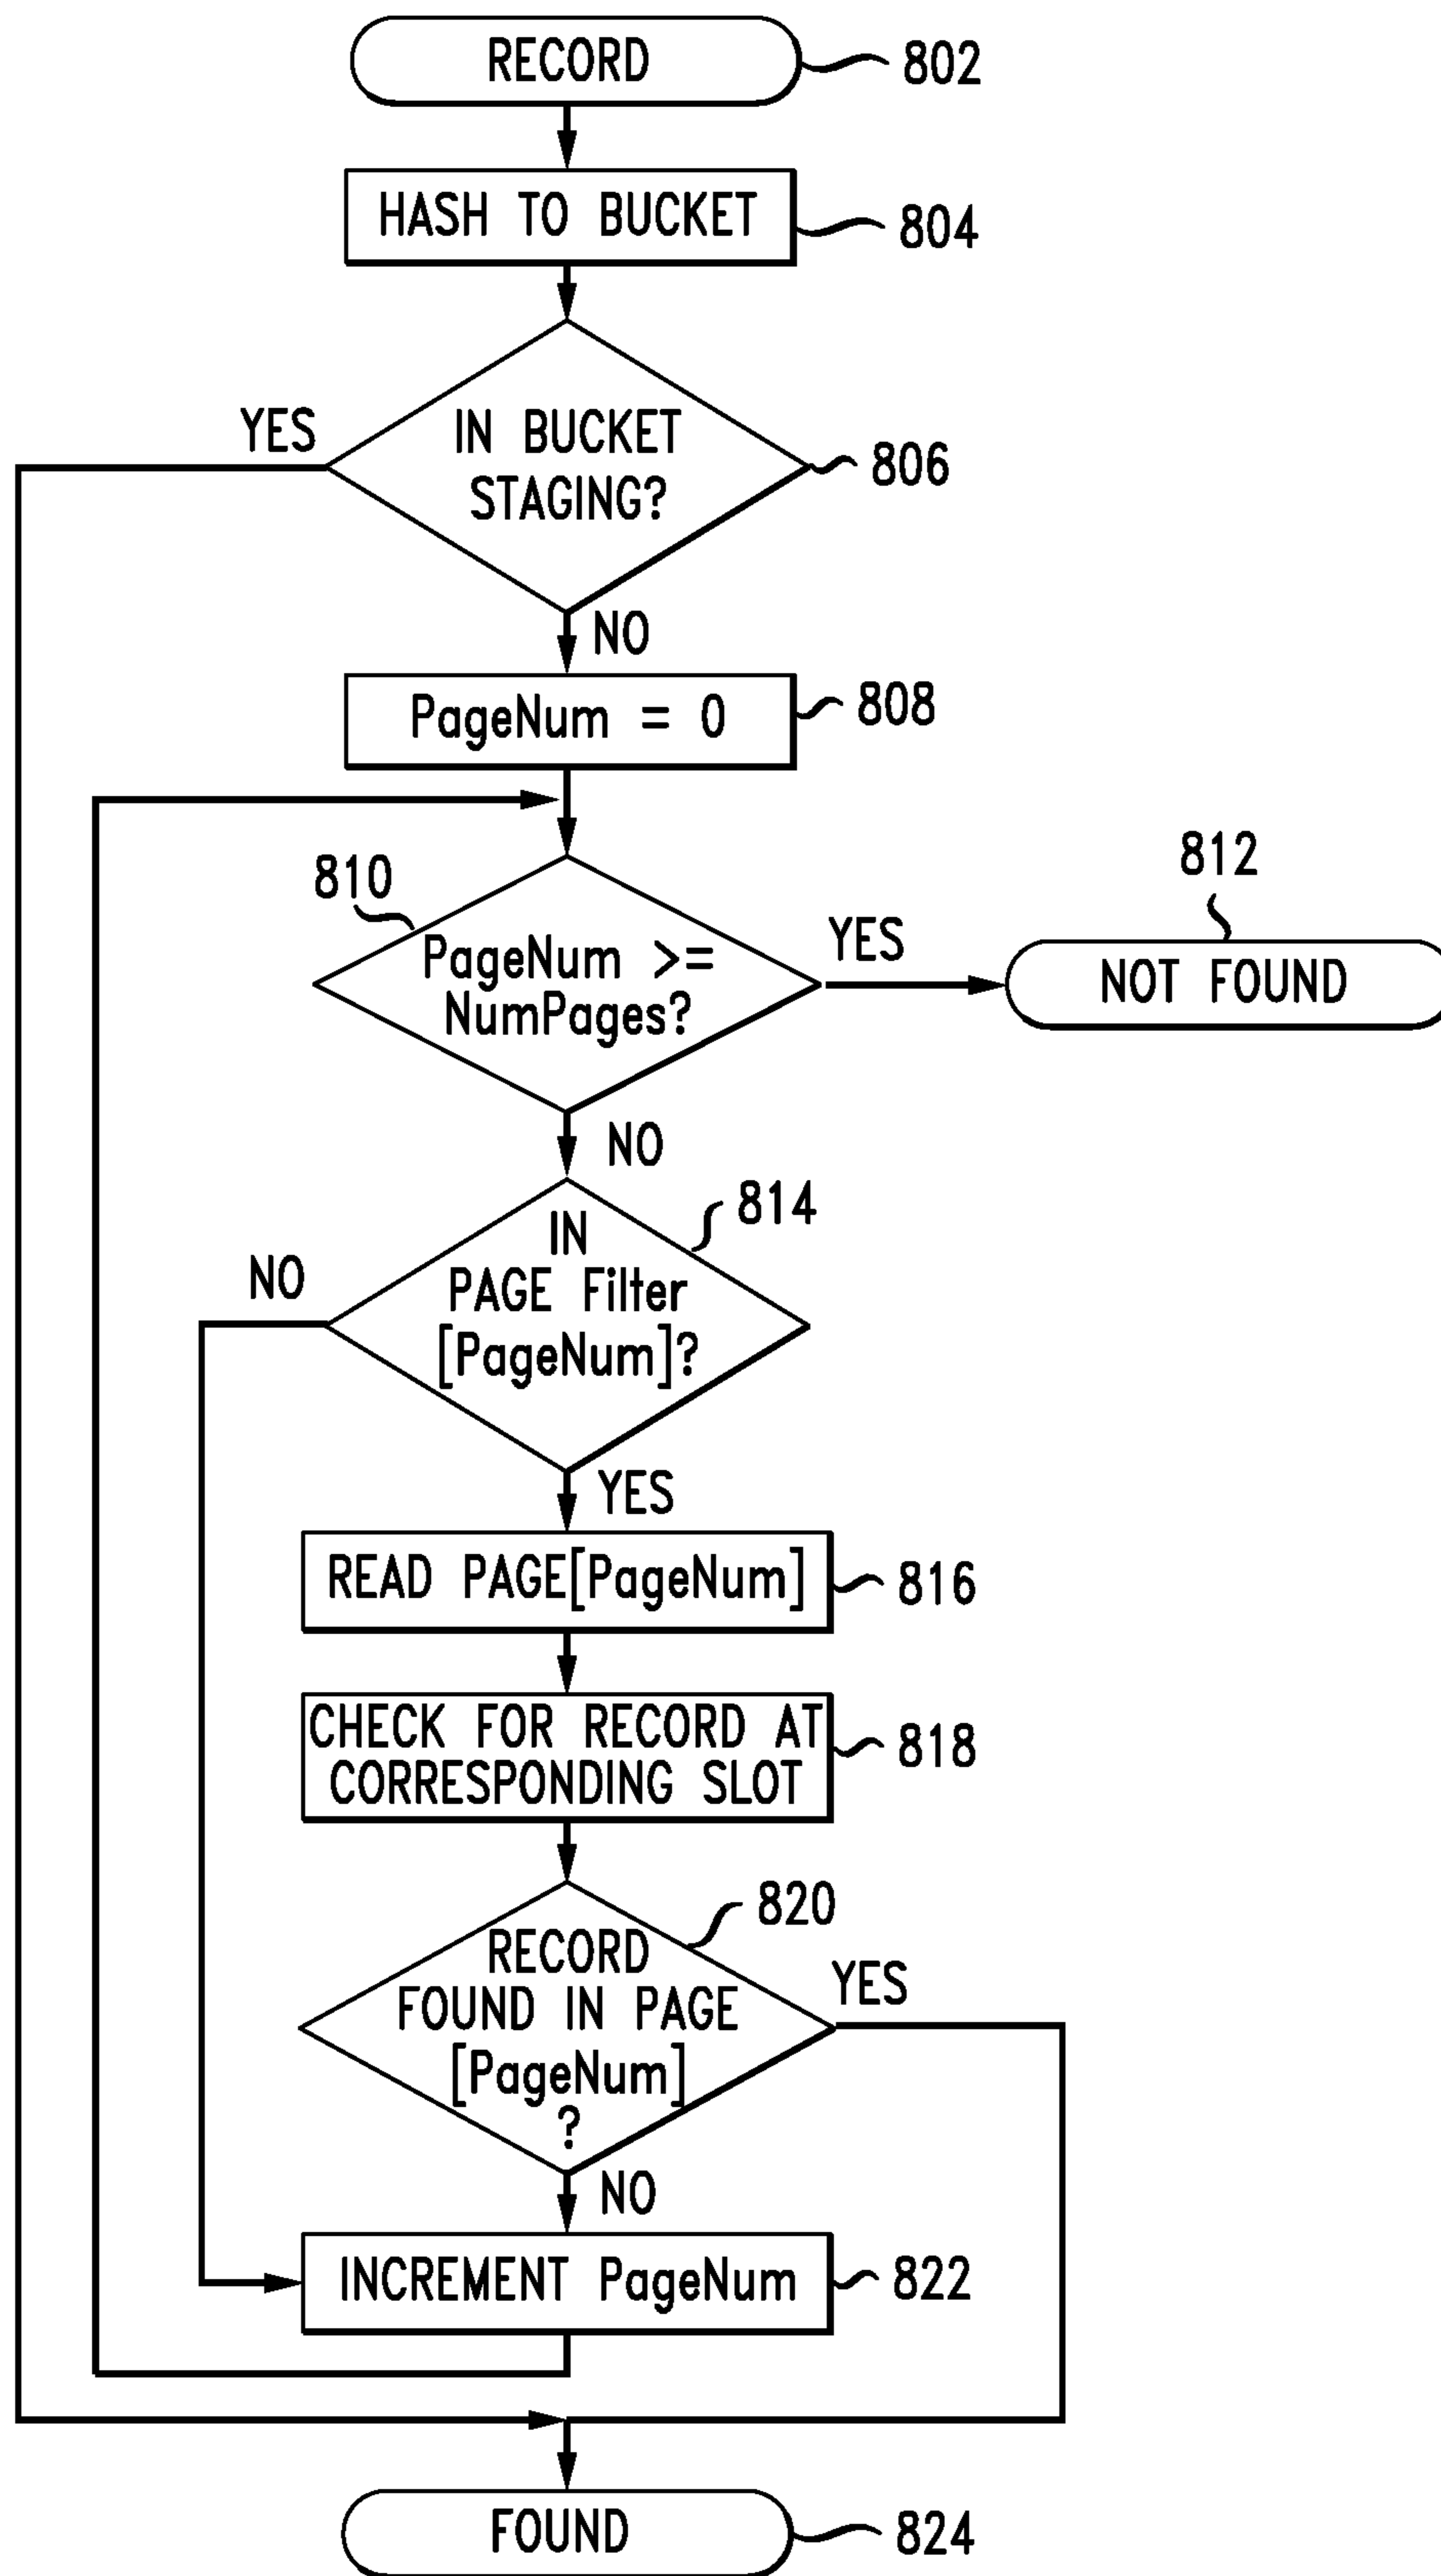 RECORD
802
HASH TO BUCKET
804
YES
IN BUCKET
STAGING?
806
NO
PageNum = 0
808
810
812
PageNum >=
NumPages?
YES
NOT FOUND
NO
814
IN
PAGE Filter
[PageNum]?
NO
YES
READ PAGE[PageNum]
816
CHECK FOR RECORD AT
CORRESPONDING SLOT
818
820
RECORD
FOUND IN PAGE
[PageNum]
?
YES
NO
INCREMENT PageNum
822
FOUND
824